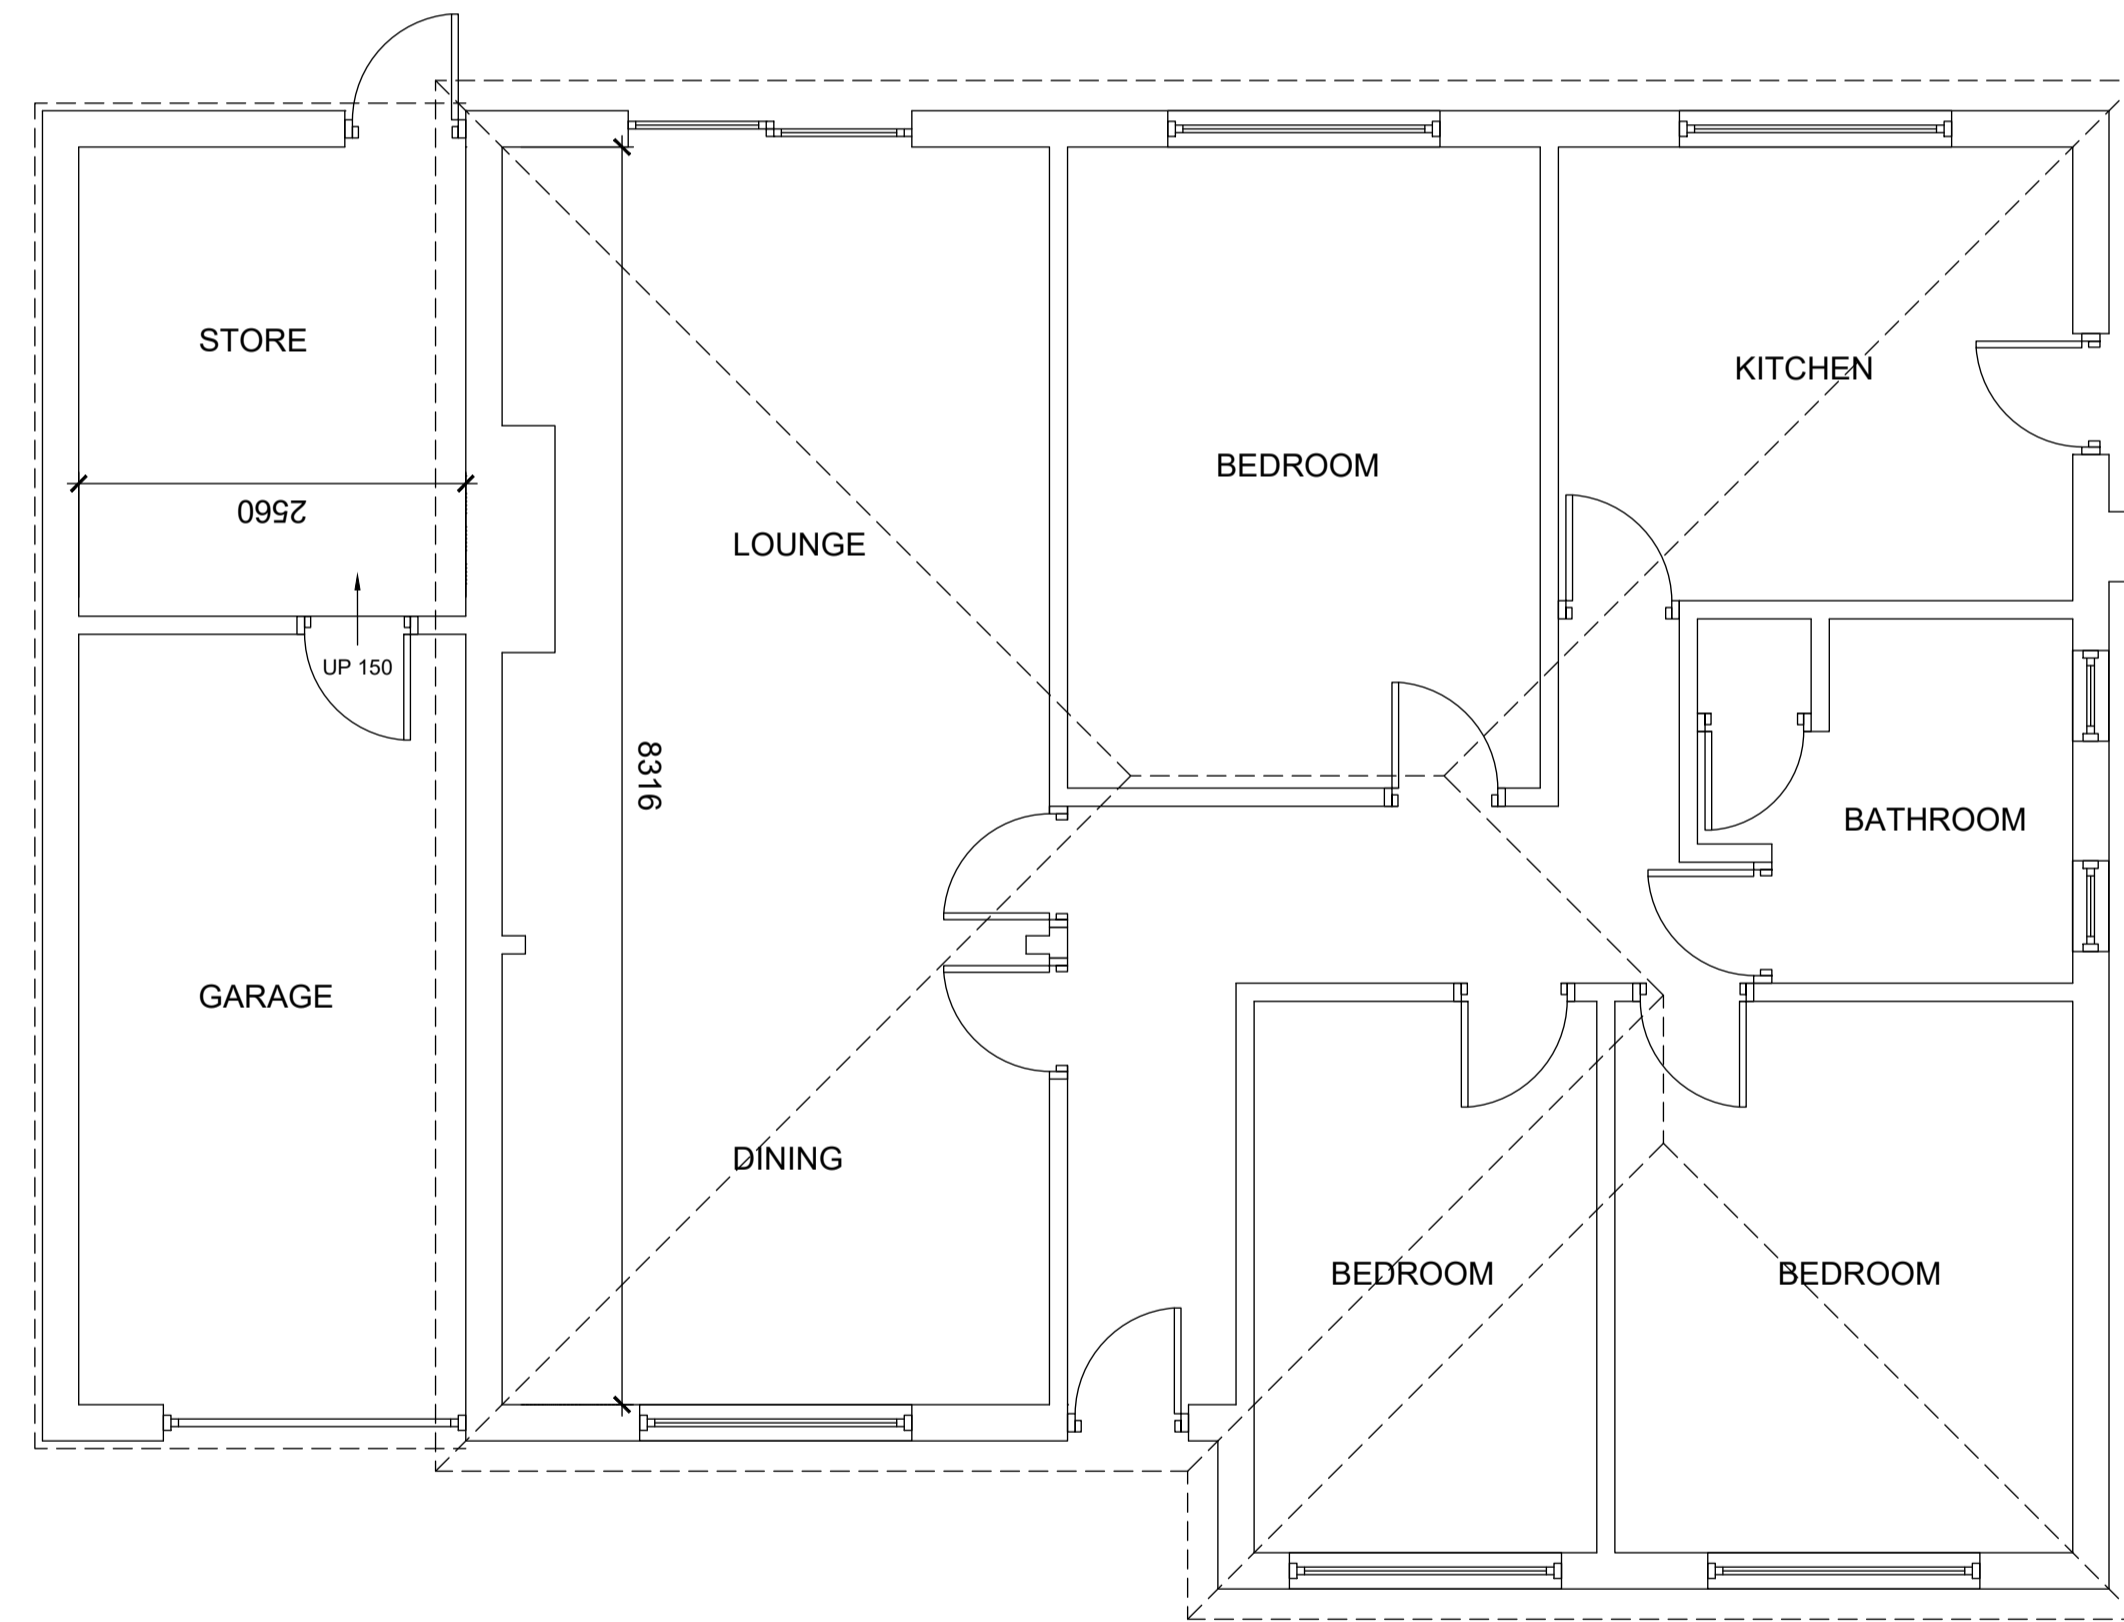 STORE
KITCHEN
BEDROOM
2560
LOUNGE
UP 150
8316
BATHROOM
GARAGE
DINING
BEDROOM
BEDROOM